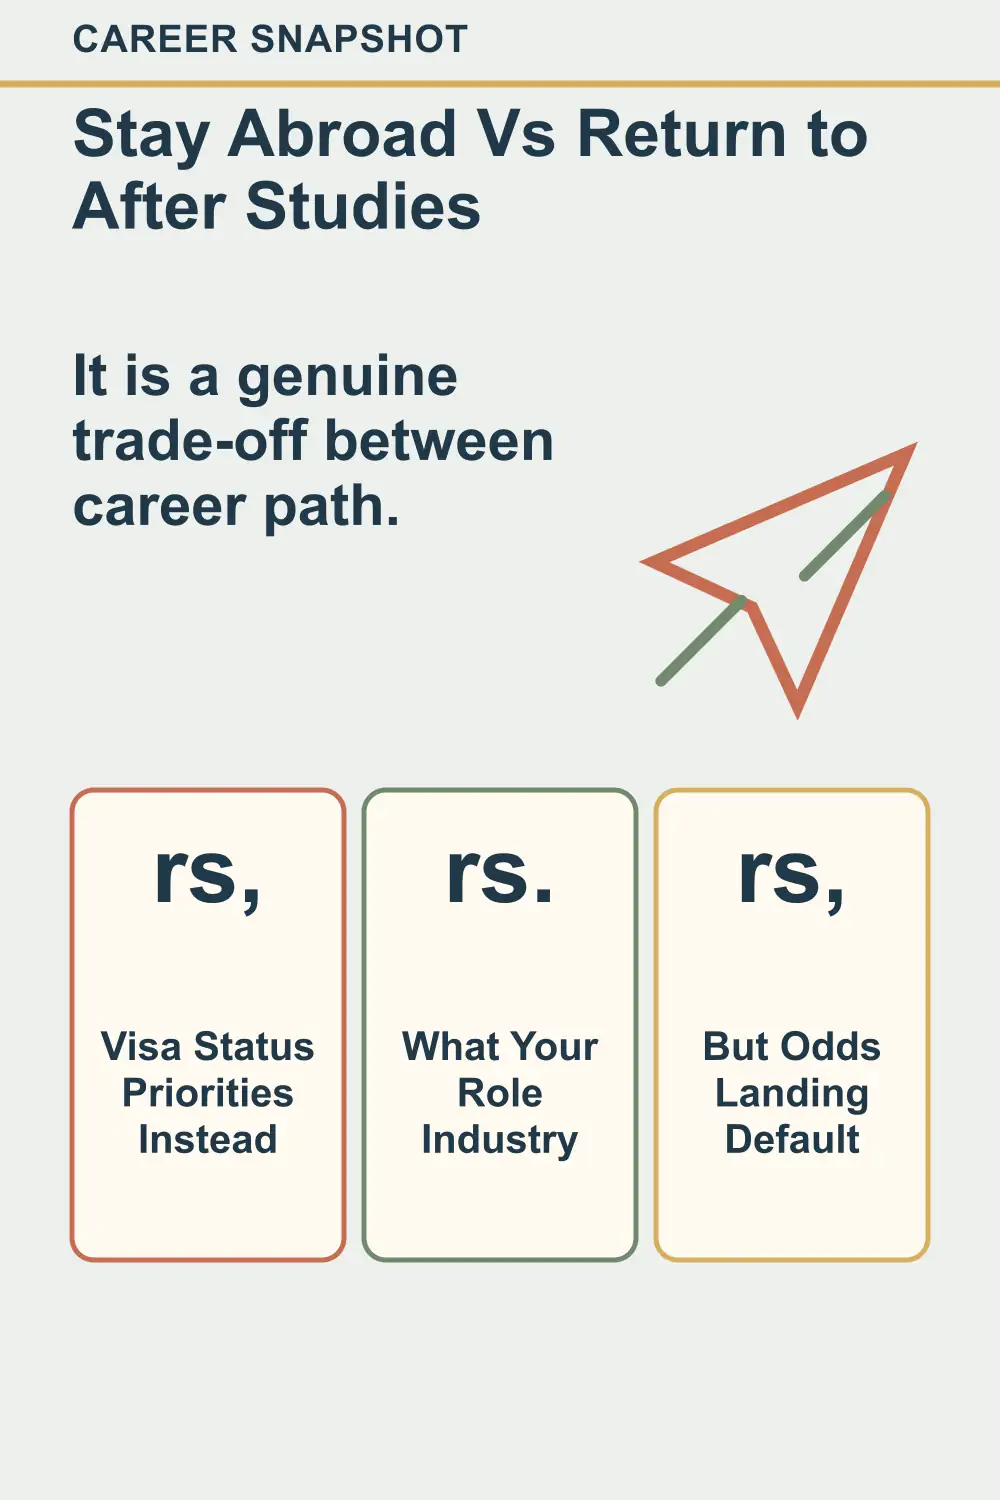 CAREER SNAPSHOT
Stay Abroad Vs Return to
After Studies
It is a genuine
trade-off between
career path.
rs,
Visa Status
Priorities
Instead
rs.
What Your
Role
Industry
rs,
But Odds
Landing
Default